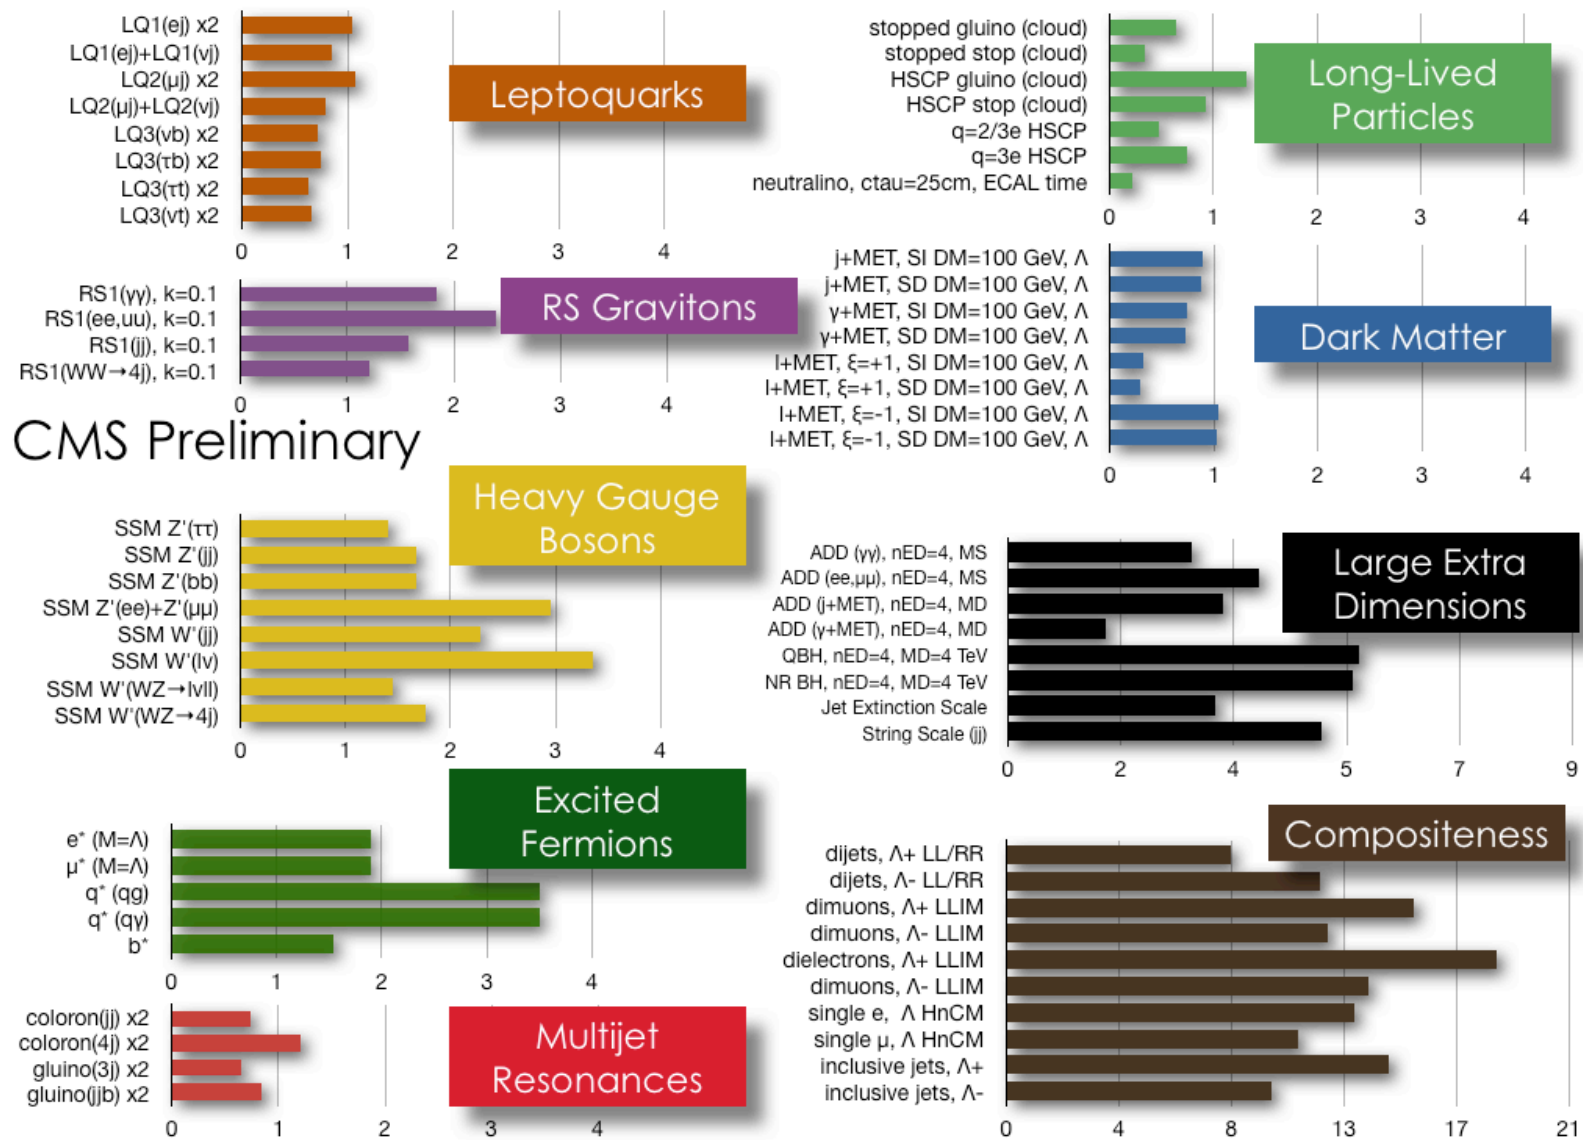 LQ1(ej) x2
LQ1(ej)+LQ1(νj)
LQ2(μj) x2
LQ2(μj)+LQ2(νj)
LQ3(νb) x2
LQ3(τb) x2
LQ3(τt) x2
LQ3(νt) x2
0 1 2 3 4
Leptoquarks
RS1(γγ), k=0.1
RS1(ee,uu), k=0.1
RS1(jj), k=0.1
RS1(WW→4j), k=0.1
0 1 2 3 4
RS Gravitons
CMS Preliminary
Heavy Gauge
Bosons
SSM Z'(ττ)
SSM Z'(jj)
SSM Z'(bb)
SSM Z'(ee)+Z'(μμ)
SSM W'(jj)
SSM W'(lν)
SSM W'(WZ→lνll)
SSM W'(WZ→4j)
0 1 2 3 4
Excited
Fermions
e* (M=Λ)
μ* (M=Λ)
q* (qg)
q* (qγ)
b*
0 1 2 3 4
coloron(jj) x2
coloron(4j) x2
gluino(3j) x2
gluino(jjb) x2
0 1 2 3 4
Multijet
Resonances
stopped gluino (cloud)
stopped stop (cloud)
HSCP gluino (cloud)
HSCP stop (cloud)
q=2/3e HSCP
q=3e HSCP
neutralino, ctau=25cm, ECAL time
0 1 2 3 4
Long-Lived
Particles
j+MET, SI DM=100 GeV, Λ
j+MET, SD DM=100 GeV, Λ
γ+MET, SI DM=100 GeV, Λ
γ+MET, SD DM=100 GeV, Λ
l+MET, ξ=+1, SI DM=100 GeV, Λ
l+MET, ξ=+1, SD DM=100 GeV, Λ
l+MET, ξ=-1, SI DM=100 GeV, Λ
l+MET, ξ=-1, SD DM=100 GeV, Λ
0 1 2 3 4
Dark Matter
ADD (γγ), nED=4, MS
ADD (ee,μμ), nED=4, MS
ADD (j+MET), nED=4, MD
ADD (γ+MET), nED=4, MD
QBH, nED=4, MD=4 TeV
NR BH, nED=4, MD=4 TeV
Jet Extinction Scale
String Scale (jj)
0 2 4 5 7 9
Large Extra
Dimensions
Compositeness
dijets, Λ+ LL/RR
dijets, Λ- LL/RR
dimuons, Λ+ LLIM
dimuons, Λ- LLIM
dielectrons, Λ+ LLIM
dimuons, Λ- LLIM
single e, Λ HnCM
single μ, Λ HnCM
inclusive jets, Λ+
inclusive jets, Λ-
0 4 8 13 17 21